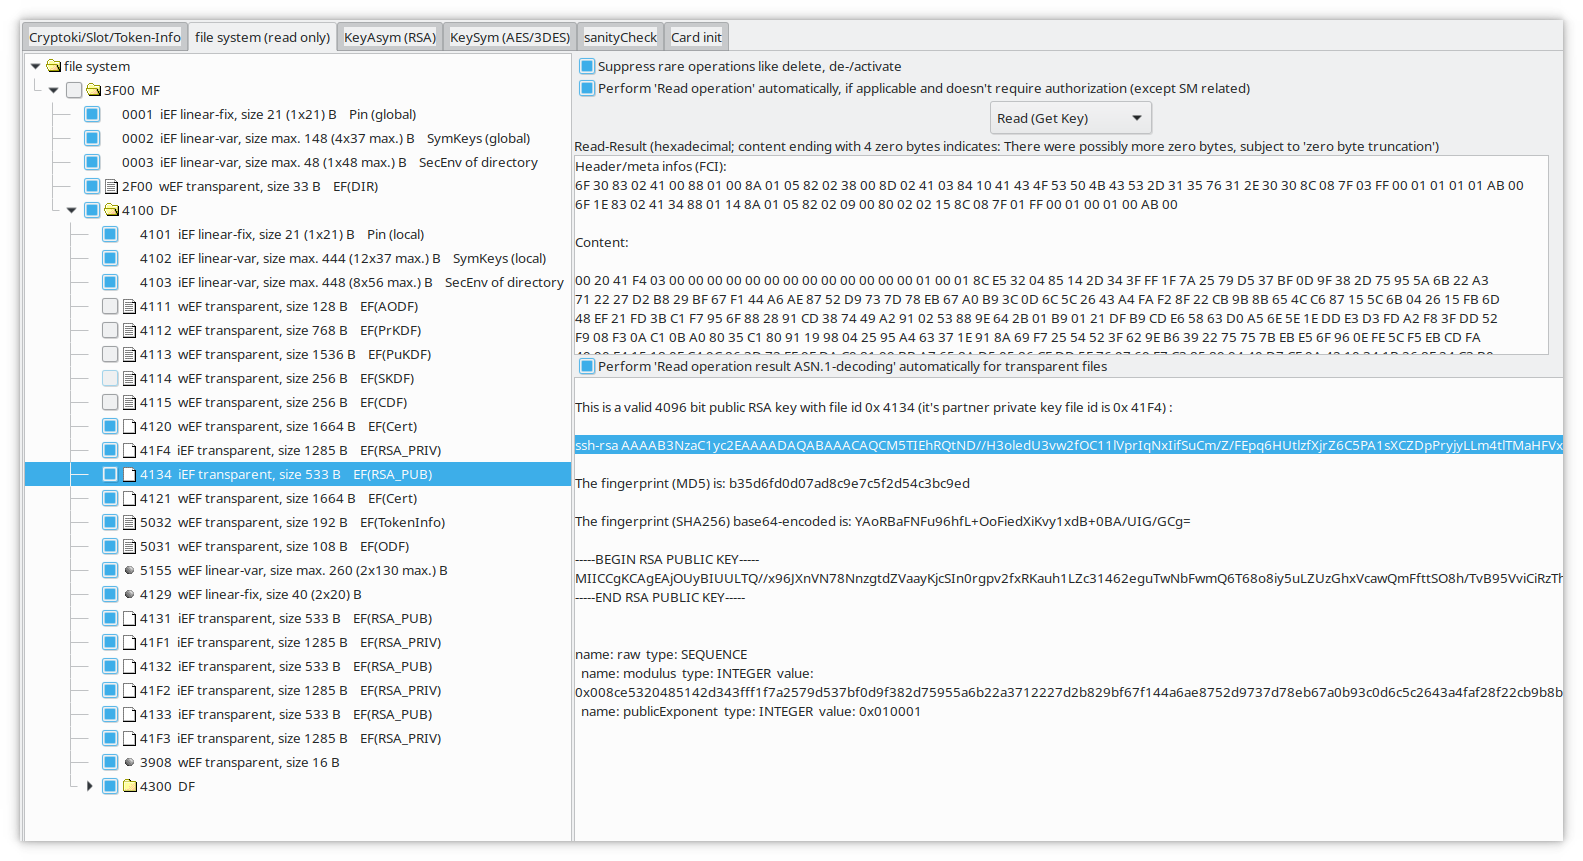 Cryptoki/Slot/Token-Info file system (read only) KeyAsym (RSA) KeySym (AES/3DES) sanityCheck Card init
file system
3F00 MF
0001 iEF linear-fix, size 21 (1x21) B Pin (global)
0002 iEF linear-var, size max. 148 (4x37 max.) B SymKeys (global)
0003 iEF linear-var, size max. 48 (1x48 max.) B SecEnv of directory
2F00 wEF transparent, size 33 B EF(DIR)
4100 DF
4101 iEF linear-fix, size 21 (1x21) B Pin (local)
4102 iEF linear-var, size max. 444 (12x37 max.) B SymKeys (local)
4103 iEF linear-var, size max. 448 (8x56 max.) B SecEnv of directory
4111 wEF transparent, size 128 B EF(AODF)
4112 wEF transparent, size 768 B EF(PrKDF)
4113 wEF transparent, size 1536 B EF(PuKDF)
4114 wEF transparent, size 256 B EF(SKDF)
4115 wEF transparent, size 256 B EF(CDF)
4120 wEF transparent, size 1664 B EF(Cert)
41F4 iEF transparent, size 1285 B EF(RSA_PRIV)
4134 iEF transparent, size 533 B EF(RSA_PUB)
4121 wEF transparent, size 1664 B EF(Cert)
5032 wEF transparent, size 192 B EF(TokenInfo)
5031 wEF transparent, size 108 B EF(ODF)
5155 wEF linear-var, size max. 260 (2x130 max.) B
4129 wEF linear-fix, size 40 (2x20) B
4131 iEF transparent, size 533 B EF(RSA_PUB)
41F1 iEF transparent, size 1285 B EF(RSA_PRIV)
4132 iEF transparent, size 533 B EF(RSA_PUB)
41F2 iEF transparent, size 1285 B EF(RSA_PRIV)
4133 iEF transparent, size 533 B EF(RSA_PUB)
41F3 iEF transparent, size 1285 B EF(RSA_PRIV)
3908 wEF transparent, size 16 B
4300 DF
Suppress rare operations like delete, de-/activate
Perform 'Read operation' automatically, if applicable and doesn't require authorization (except SM related)
Read (Get Key)
Read-Result (hexadecimal; content ending with 4 zero bytes indicates: There were possibly more zero bytes, subject to 'zero byte truncation')
Header/meta infos (FCI):
6F 30 83 02 41 00 88 01 00 8A 01 05 82 02 38 00 8D 02 41 03 84 10 41 43 4F 53 50 4B 43 53 2D 31 35 76 31 2E 30 30 8C 08 7F 03 FF 00 01 01 01 01 AB 00
6F 1E 83 02 41 34 88 01 14 8A 01 05 82 02 09 00 80 02 02 15 8C 08 7F 01 FF 00 01 00 01 00 AB 00
Content:
00 20 41 F4 03 00 00 00 00 00 00 00 00 00 00 00 00 00 01 00 01 8C E5 32 04 85 14 2D 34 3F FF 1F 7A 25 79 D5 37 BF 0D 9F 38 2D 75 95 5A 6B 22 A3
71 22 27 D2 B8 29 BF 67 F1 44 A6 AE 87 52 D9 73 7D 78 EB 67 A0 B9 3C 0D 6C 5C 26 43 A4 FA F2 8F 22 CB 9B 8B 65 4C C6 87 15 5C 6B 04 26 15 FB 6D
48 EF 21 FD 3B C1 F7 95 6F 88 28 91 CD 38 74 49 A2 91 02 53 88 9E 64 2B 01 B9 01 21 DF B9 CD E6 58 63 D0 A5 6E 5E 1E DD E3 D3 FD A2 F8 3F DD 52
F9 08 F3 0A C1 0B A0 80 35 C1 80 91 19 98 04 25 95 A4 63 37 1E 91 8A 69 F7 25 54 52 3F 62 9E B6 39 22 75 75 7B EB E5 6F 96 0E FE 5C F5 EB CD FA
Perform 'Read operation result ASN.1-decoding' automatically for transparent files
This is a valid 4096 bit public RSA key with file id 0x 4134 (it's partner private key file id is 0x 41F4) :
ssh-rsa AAAAB3NzaC1yc2EAAAADAQABAAACAQCM5TIEhRQtND//H3oledU3vw2fOC11lVprIqNxIifSuCm/Z/FEpq6HUtlzfXjrZ6C5PA1sXCZDpPryjyLLm4tlTMaHFVx
The fingerprint (MD5) is: b35d6fd0d07ad8c9e7c5f2d54c3bc9ed
The fingerprint (SHA256) base64-encoded is: YAoRBaFNFu96hfL+OoFiedXiKvy1xdB+0BA/UIG/GCg=
-----BEGIN RSA PUBLIC KEY-----
MIICCgKCAgEAjOUyBIUULTQ//x96JXnVN78NnzgtdZVaayKjcSIn0rgpv2fxRKauh1LZc31462eguTwNbFwmQ6T68o8iy5uLZUzGhxVcawQmFfttSO8h/TvB95VviCiRzTh
-----END RSA PUBLIC KEY-----
name: raw type: SEQUENCE
name: modulus type: INTEGER value:
0x008ce5320485142d343fff1f7a2579d537bf0d9f382d75955a6b22a3712227d2b829bf67f144a6ae8752d9737d78eb67a0b93c0d6c5c2643a4faf28f22cb9b8b
name: publicExponent type: INTEGER value: 0x010001